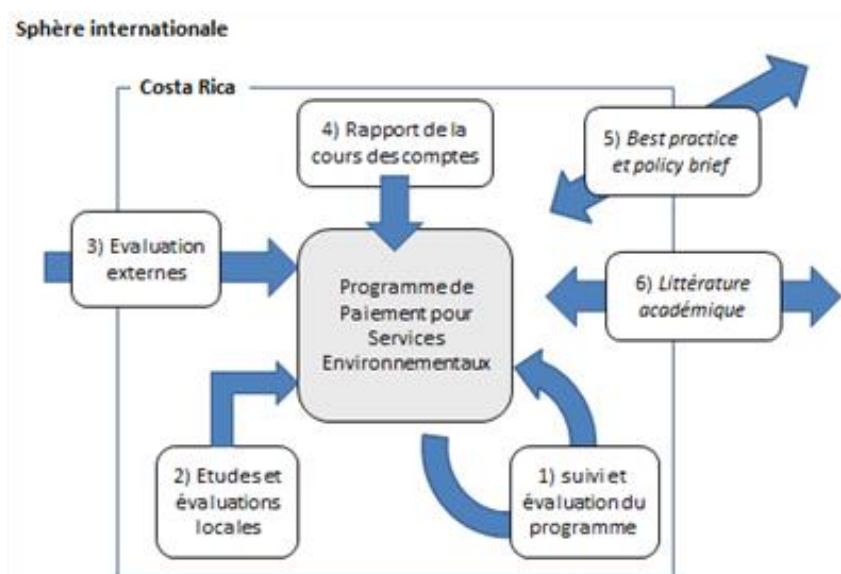 Sphère internationale
Costa Rica
4) Rapport de la
cours des comptes
5) Best practice
et policy brief
3) Evaluation
externes
Programme de
Paiement pour
Services
Environnementaux
6) Littérature
académique
2) Etudes et
évaluations
locales
1) suivi et
évaluation du
programme